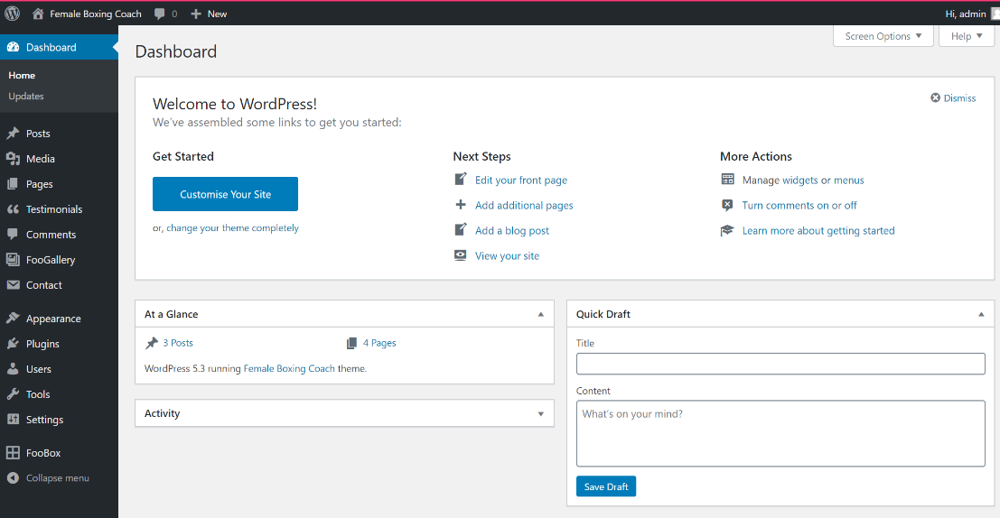 Female Boxing Coach 0 New Hi, admin
Dashboard
Home
Updates
Posts
Media
Pages
Testimonials
Comments
FooGallery
Contact
Appearance
Plugins
Users
Tools
Settings
FooBox
Collapse menu
Screen Options Help
Dashboard
Welcome to WordPress!
We've assembled some links to get you started:
Dismiss
Get Started
Customise Your Site
or, change your theme completely
Next Steps
Edit your front page
Add additional pages
Add a blog post
View your site
More Actions
Manage widgets or menus
Turn comments on or off
Learn more about getting started
At a Glance
3 Posts 4 Pages
WordPress 5.3 running Female Boxing Coach theme.
Activity
Quick Draft
Title
Content
What's on your mind?
Save Draft